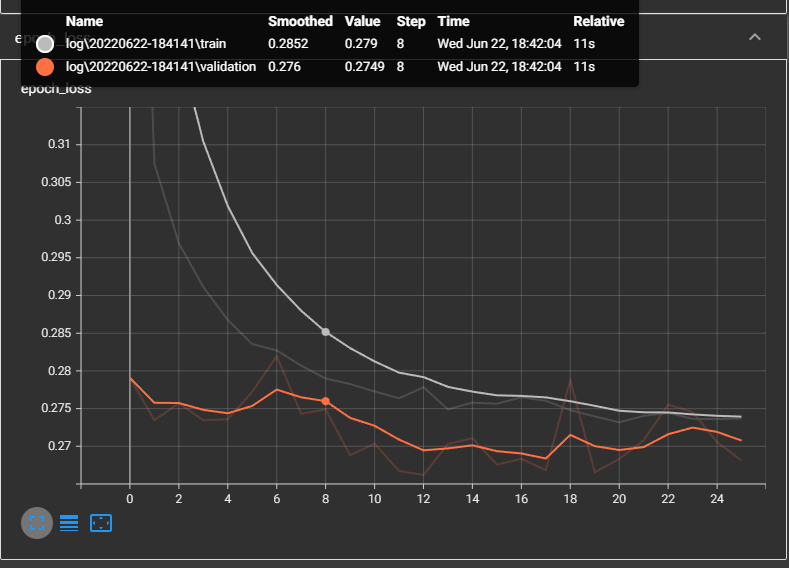 Name Smoothed Value Step Time Relative
log\20220622-184141\train 0.2852 0.279 8 Wed Jun 22, 18:42:04 11s
log\20220622-184141\validation 0.276 0.2749 8 Wed Jun 22, 18:42:04 11s
epoch_loss
0.31
0.305
0.3
0.295
0.29
0.285
0.28
0.275
0.27
0 2 4 6 8 10 12 14 16 18 20 22 24